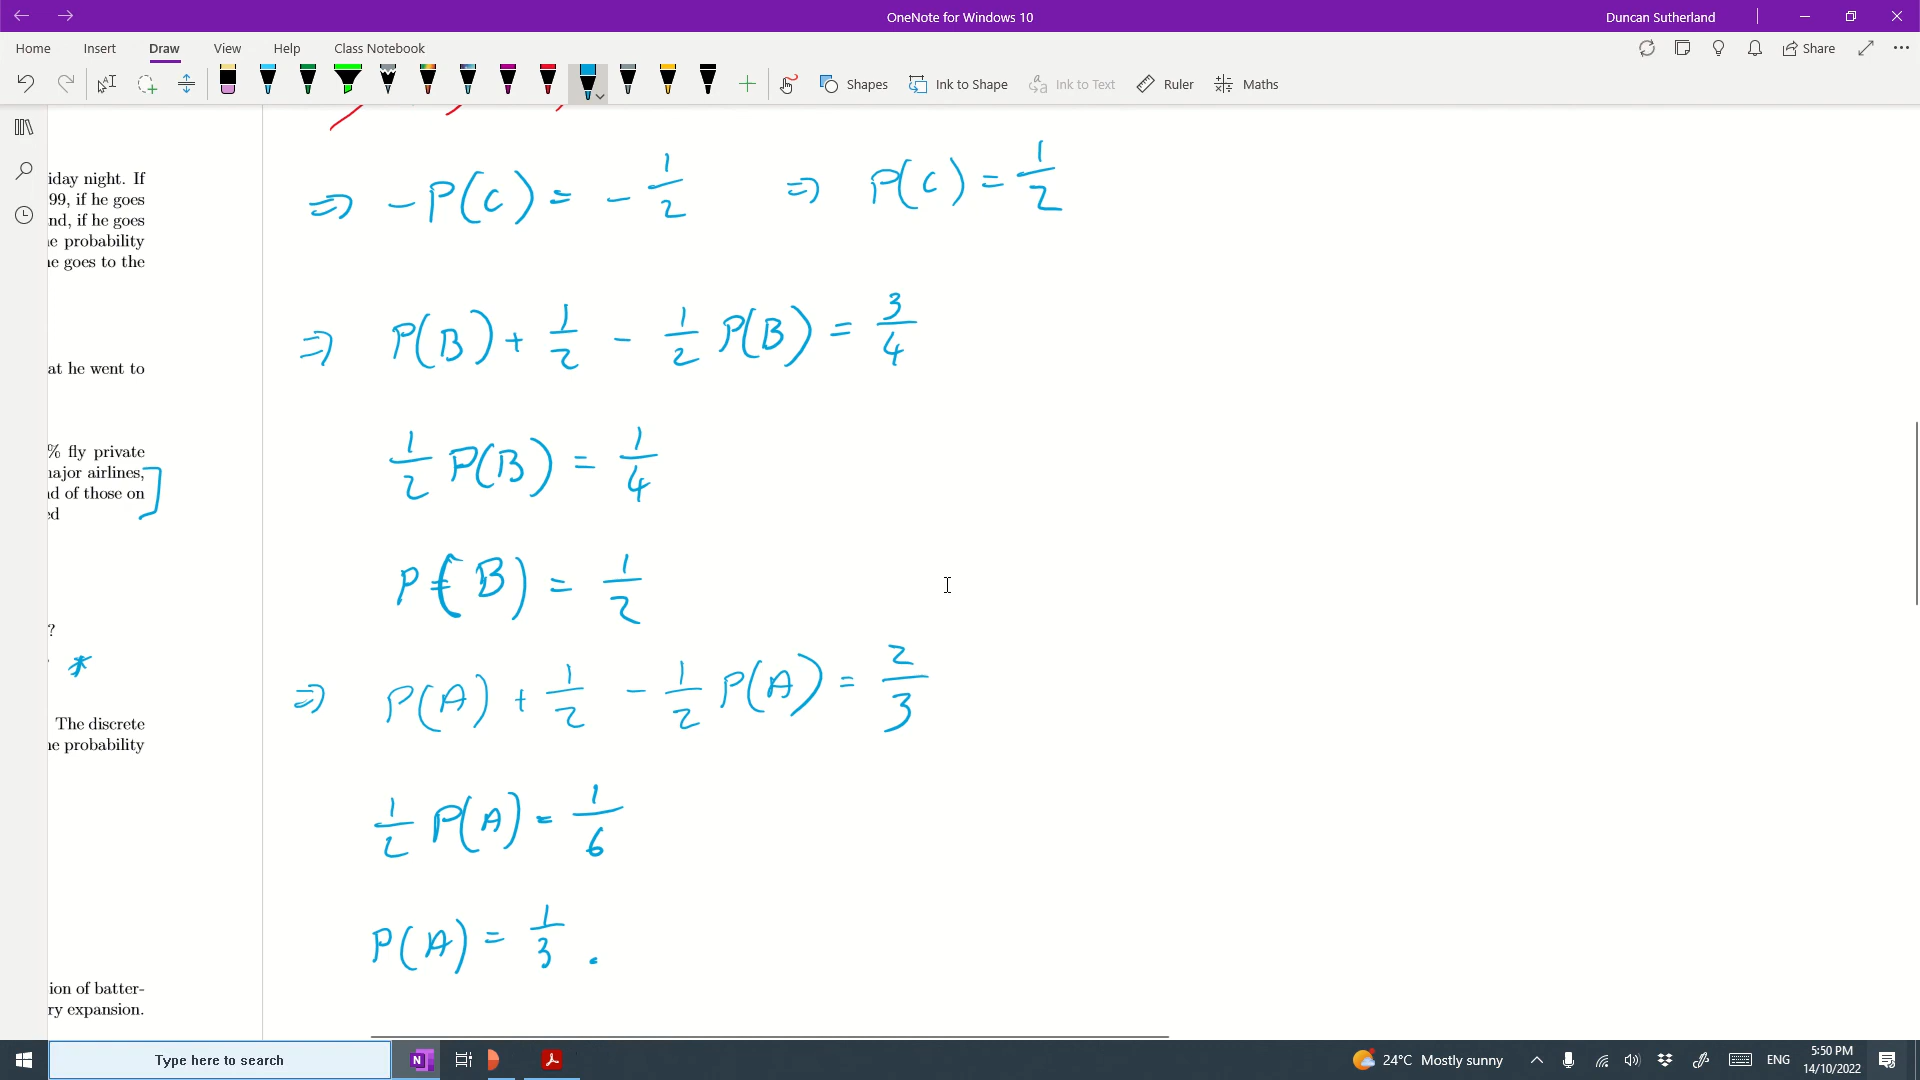 OneNote for Windows 10
Duncan Sutherland
Home Insert Draw View Help Class Notebook
Share
Shapes Ink to Shape Ink to Text Ruler Maths
iday night. If
99, if he goes
nd, if he goes
e probability
e goes to the
at he went to
% fly private
ajor airlines,
d of those on
ed
?
*
The discrete
e probability
ion of batter-
ry expansion.
⇒ -P(C) = -1/2 ⇒ P(C) = 1/2
⇒ P(B) + 1/2 - 1/2 P(B) = 3/4
1/2 P(B) = 1/4
P(B) = 1/2
⇒ P(A) + 1/2 - 1/2 P(A) = 2/3
1/2 P(A) = 1/6
P(A) = 1/3 .
Type here to search
N
24°C Mostly sunny
ENG
5:50 PM
14/10/2022